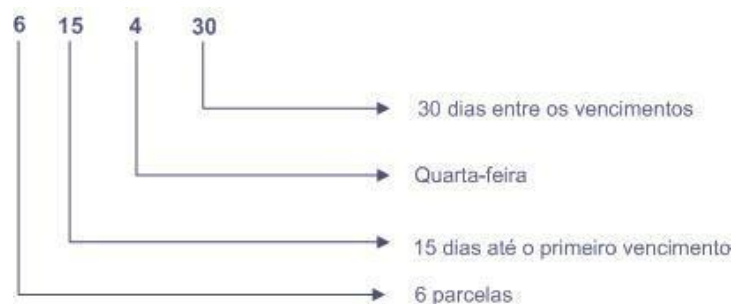 6 15 4 30
30 dias entre os vencimentos
Quarta-feira
15 dias até o primeiro vencimento
6 parcelas